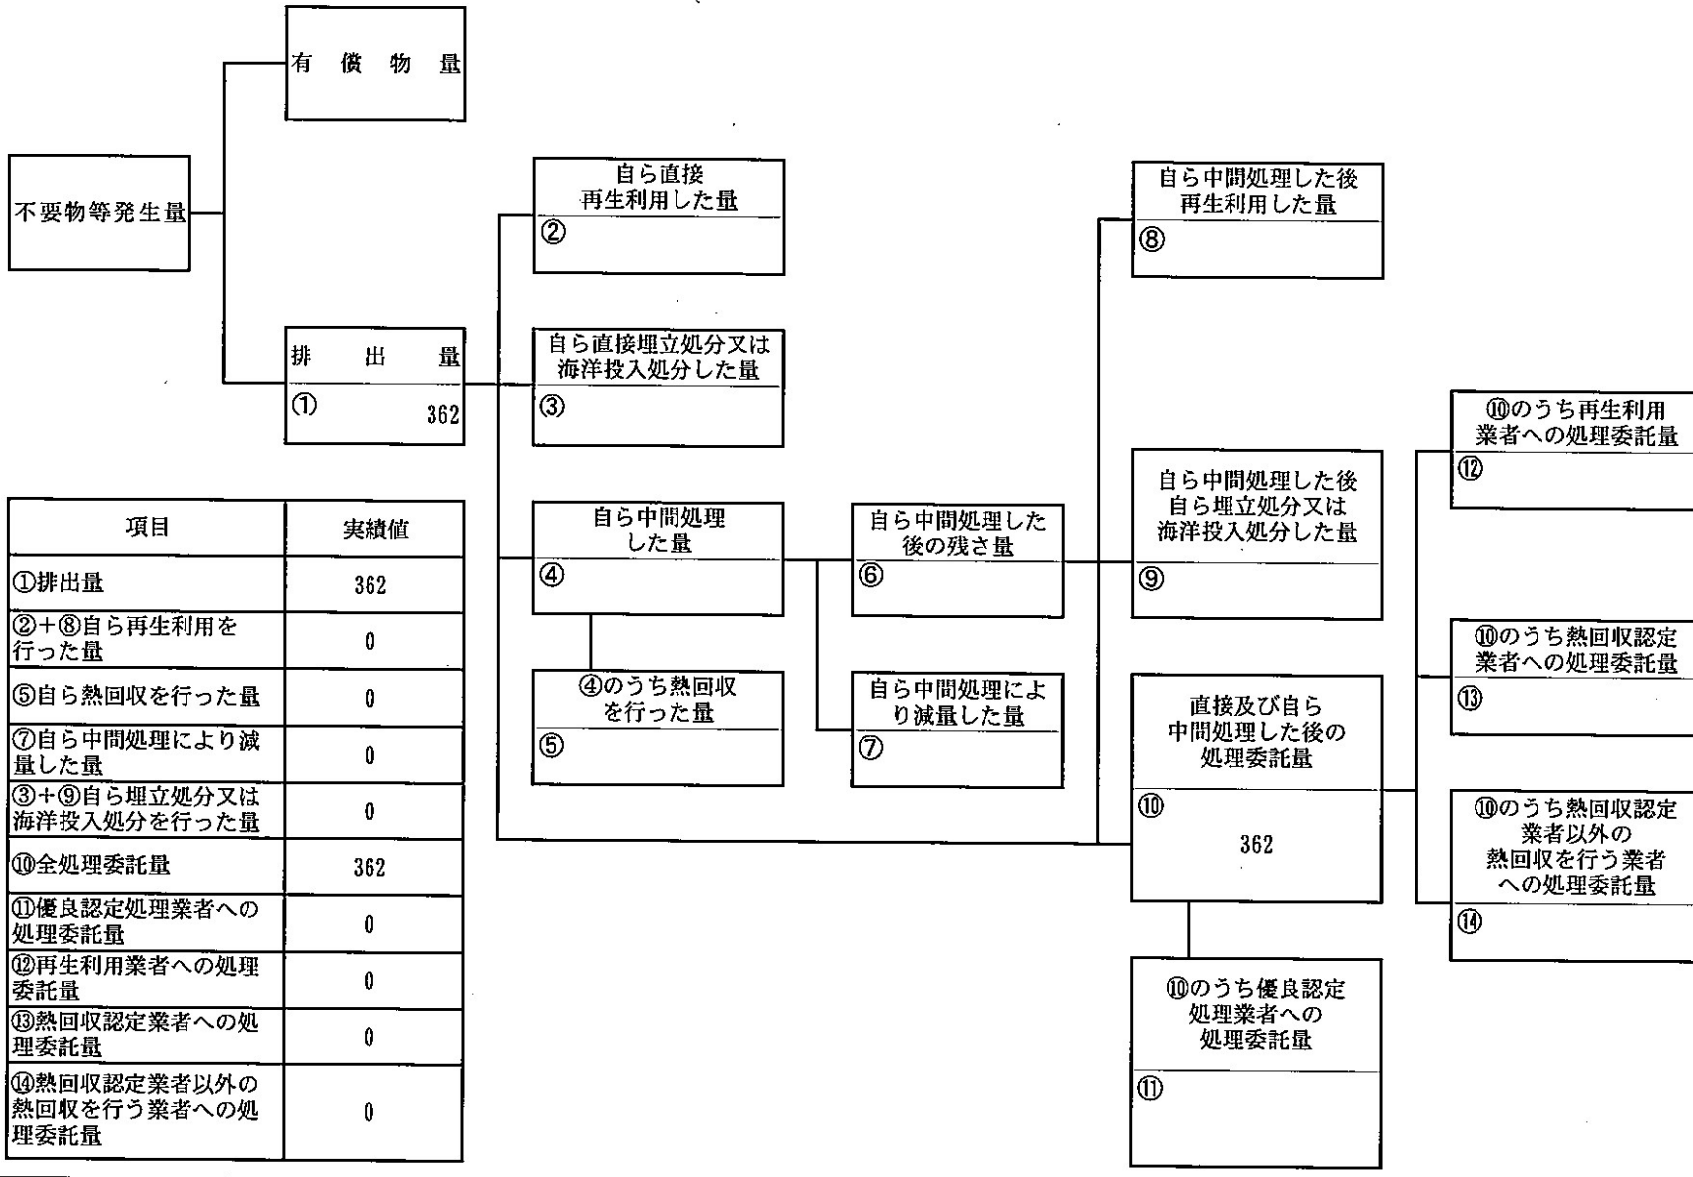 有償物量
不要物等発生量
排出量
①
362
自ら直接
再生利用した量
②
自ら直接埋立処分又は
海洋投入処分した量
③
自ら中間処理
した量
④
④のうち熱回収
を行った量
⑤
自ら中間処理した
後の残さ量
⑥
自ら中間処理によ
り減量した量
⑦
自ら中間処理した後
再生利用した量
⑧
自ら中間処理した後
自ら埋立処分又は
海洋投入処分した量
⑨
直接及び自ら
中間処理した後の
処理委託量
⑩
362
⑩のうち優良認定
処理業者への
処理委託量
⑪
⑩のうち再生利用
業者への処理委託量
⑫
⑩のうち熱回収認定
業者への処理委託量
⑬
⑩のうち熱回収認定
業者以外の
熱回収を行う業者
への処理委託量
⑭
項目 実績値
①排出量 362
②+⑧自ら再生利用を
行った量 0
⑤自ら熱回収を行った量 0
⑦自ら中間処理により減
量した量 0
③+⑨自ら埋立処分又は
海洋投入処分を行った量 0
⑩全処理委託量 362
⑪優良認定処理業者への
処理委託量 0
⑫再生利用業者への処理
委託量 0
⑬熱回収認定業者への処
理委託量 0
⑭熱回収認定業者以外の
熱回収を行う業者への処
理委託量 0